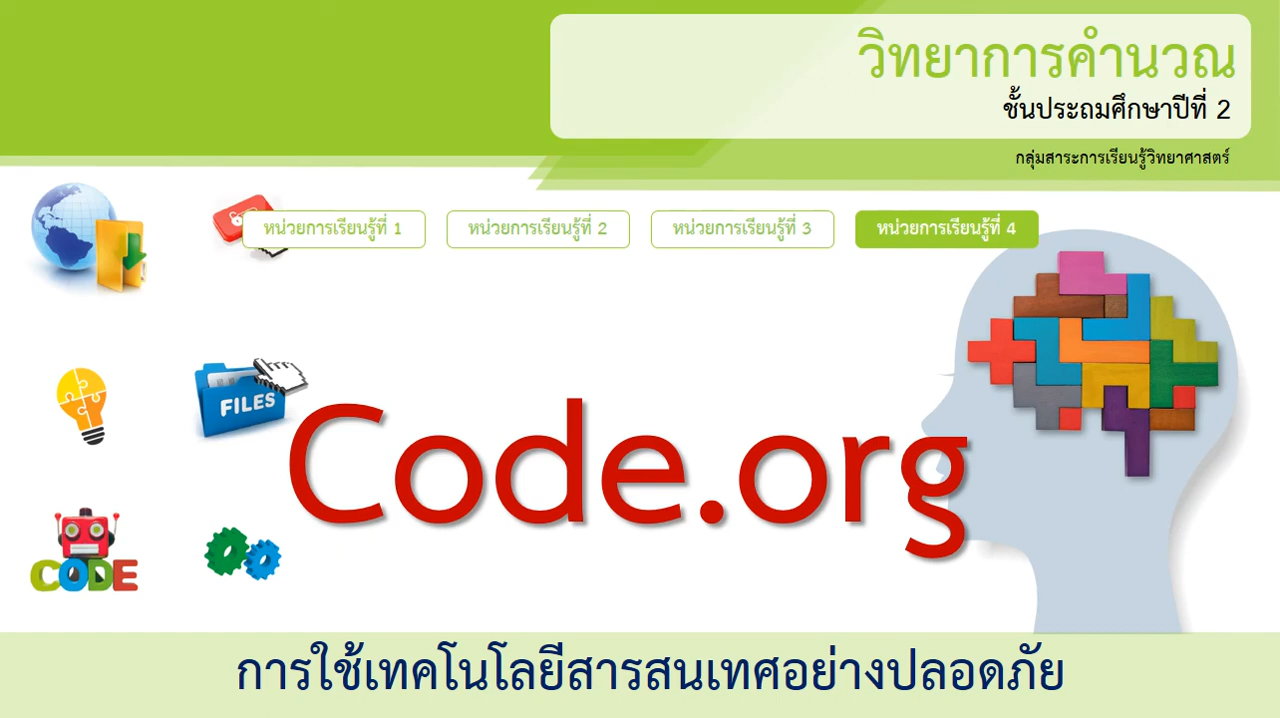 วิทยาการคำนวณ
ชั้นประถมศึกษาปีที่ 2
กลุ่มสาระการเรียนรู้วิทยาศาสตร์
หน่วยการเรียนรู้ที่ 1
หน่วยการเรียนรู้ที่ 2
หน่วยการเรียนรู้ที่ 3
หน่วยการเรียนรู้ที่ 4
FILES
Code.org
CODE
การใช้เทคโนโลยีสารสนเทศอย่างปลอดภัย